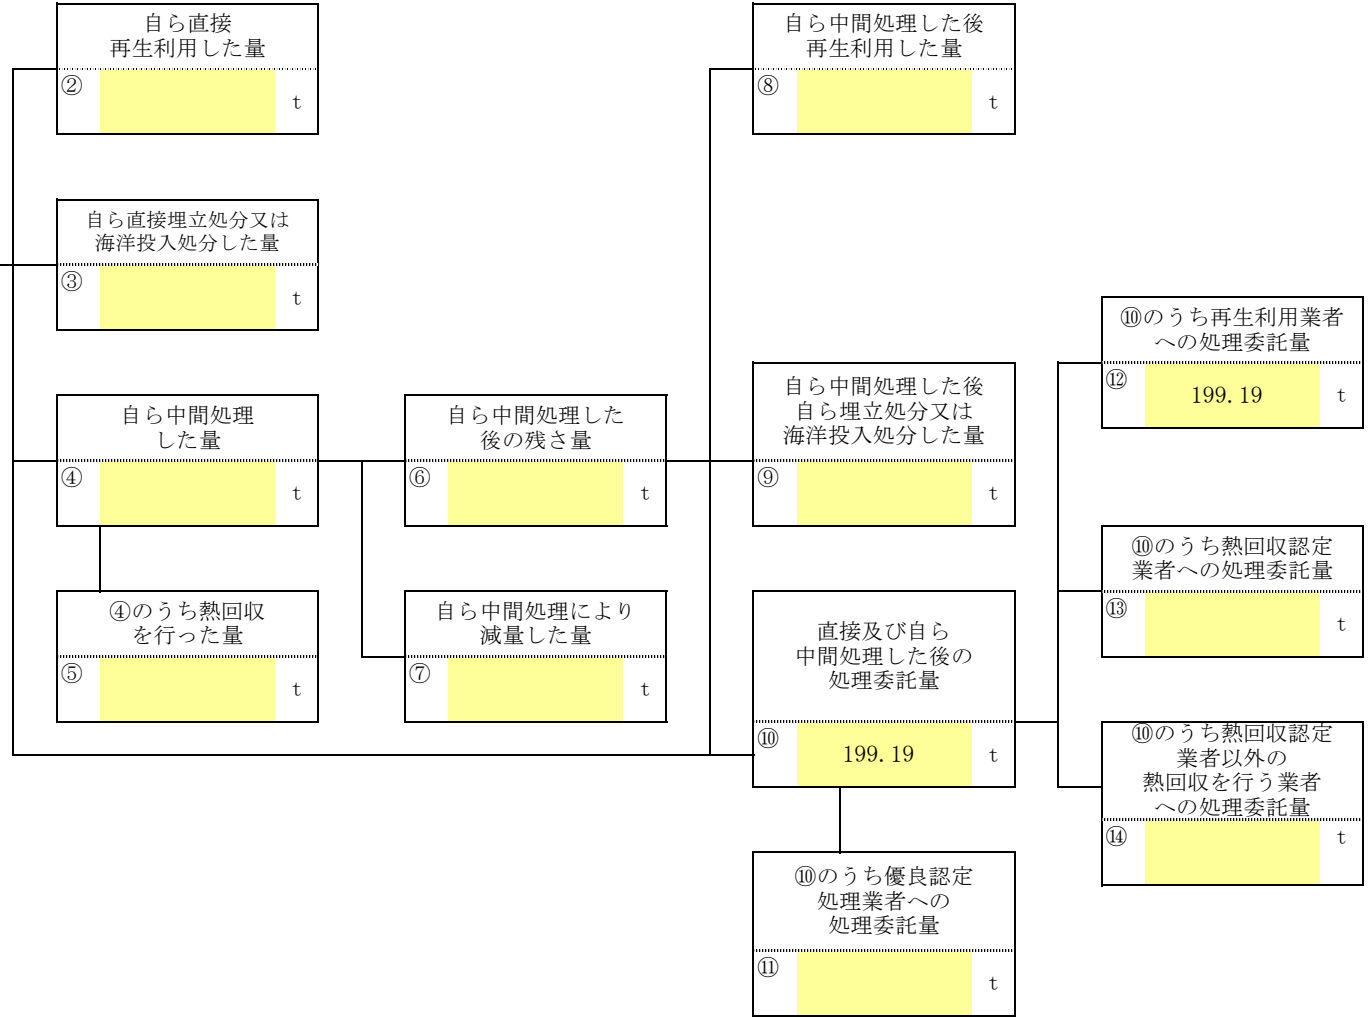 自ら直接
再生利用した量
②
t
自ら中間処理した後
再生利用した量
⑧
t
自ら直接埋立処分又は
海洋投入処分した量
③
t
⑩のうち再生利用業者
への処理委託量
⑫
199.19
t
自ら中間処理
した量
④
t
自ら中間処理した
後の残さ量
⑥
t
自ら中間処理した後
自ら埋立処分又は
海洋投入処分した量
⑨
t
⑩のうち熱回収認定
業者への処理委託量
⑬
t
④のうち熱回収
を行った量
⑤
t
自ら中間処理により
減量した量
⑦
t
直接及び自ら
中間処理した後の
処理委託量
⑩
199.19
t
⑩のうち熱回収認定
業者以外の
熱回収を行う業者
への処理委託量
⑭
t
⑩のうち優良認定
処理業者への
処理委託量
⑪
t